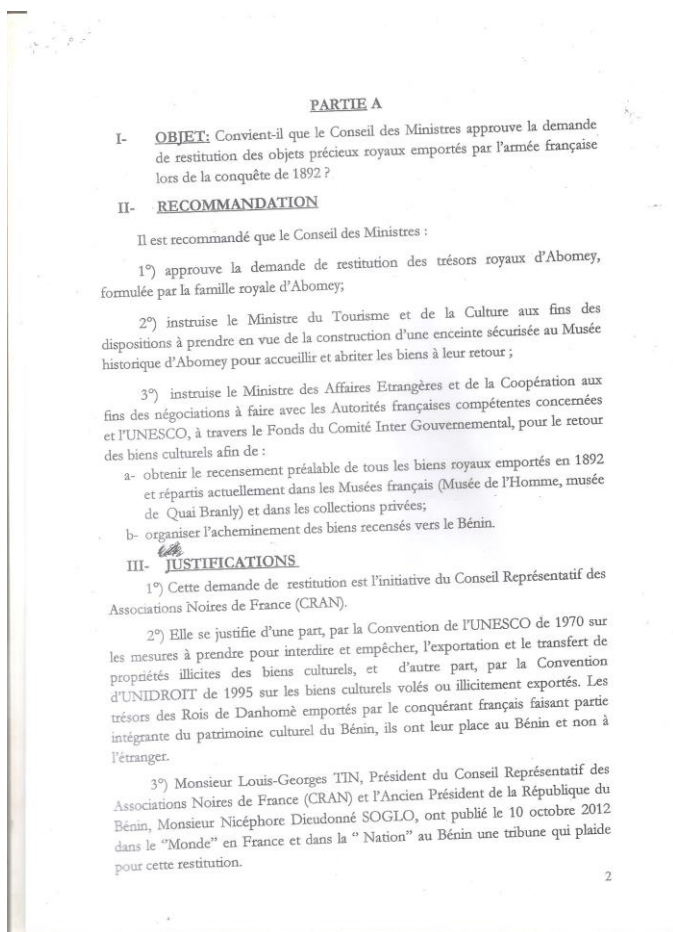 PARTIE A
I- OBJET: Convient-il que le Conseil des Ministres approuve la demande
de restitution des objets précieux royaux emportés par l'armée française
lors de la conquête de 1892 ?
II- RECOMMANDATION
Il est recommandé que le Conseil des Ministres :
1°) approuve la demande de restitution des trésors royaux d'Abomey,
formulée par la famille royale d'Abomey;
2°) instruise le Ministre du Tourisme et de la Culture aux fins des
dispositions à prendre en vue de la construction d'une enceinte sécurisée au Musée
historique d'Abomey pour accueillir et abriter les biens à leur retour ;
3°) instruise le Ministre des Affaires Etrangères et de la Coopération aux
fins des négociations à faire avec les Autorités françaises compétentes concernées
et l'UNESCO, à travers le Fonds du Comité Inter Gouvernemental, pour le retour
des biens culturels afin de :
a- obtenir le recensement préalable de tous les biens royaux emportés en 1892
et répartis actuellement dans les Musées français (Musée de l'Homme, musée
de Quai Branly) et dans les collections privées;
b- organiser l'acheminement des biens recensés vers le Bénin.
III- JUSTIFICATIONS
1°) Cette demande de restitution est l'initiative du Conseil Représentatif des
Associations Noires de France (CRAN).
2°) Elle se justifie d'une part, par la Convention de l'UNESCO de 1970 sur
les mesures à prendre pour interdire et empêcher, l'exportation et le transfert de
propriétés illicites des biens culturels, et d'autre part, par la Convention
d'UNIDROIT de 1995 sur les biens culturels volés ou illicitement exportés. Les
trésors des Rois de Danhomè emportés par le conquérant français faisant partie
intégrante du patrimoine culturel du Bénin, ils ont leur place au Bénin et non à
l'étranger.
3°) Monsieur Louis-Georges TIN, Président du Conseil Représentatif des
Associations Noires de France (CRAN) et l'Ancien Président de la République du
Bénin, Monsieur Nicéphore Dieudonné SOGLO, ont publié le 10 octobre 2012
dans le "Monde" en France et dans la " Nation" au Bénin une tribune qui plaide
pour cette restitution.
2